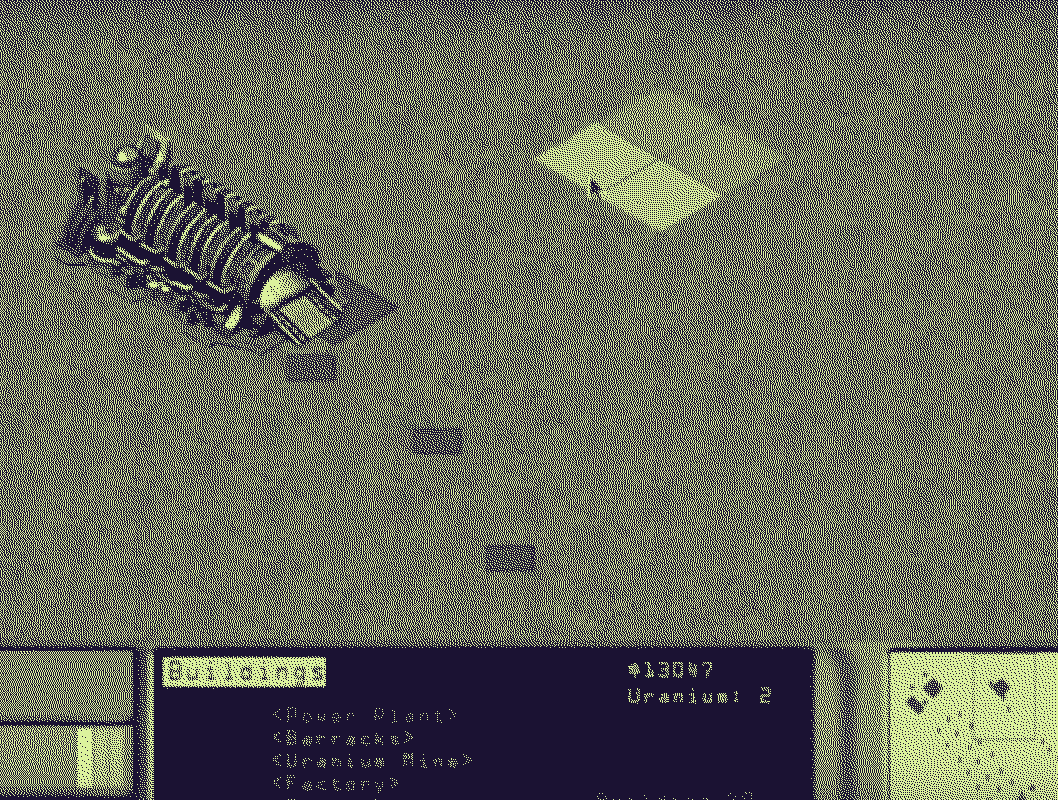 Buildings
#13047
Uranium: 2
<Power Plant>
<Barracks>
<Uranium Mine>
<Factory>